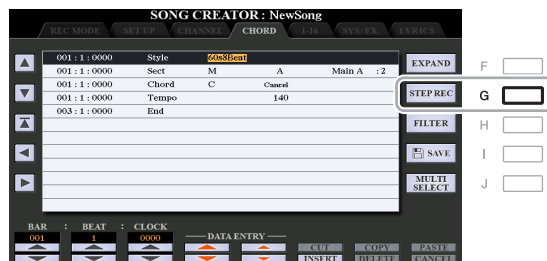 SONG CREATOR : NewSong
REC MODE SET UP CHANNEL CHORD 1-16 SYS/EX. LYRICS
001 : 1 : 0000 Style 60s8Beat
001 : 1 : 0000 Sect M A Main A : 2
001 : 1 : 0000 Chord C Cancel
001 : 1 : 0000 Tempo 140
003 : 1 : 0000 End
EXPAND F
STEP REC G
FILTER H
SAVE I
MULTI SELECT J
BAR : BEAT : CLOCK
001 1 0000 DATA ENTRY
CUT COPY PASTE
INSERT DELETE CANCEL